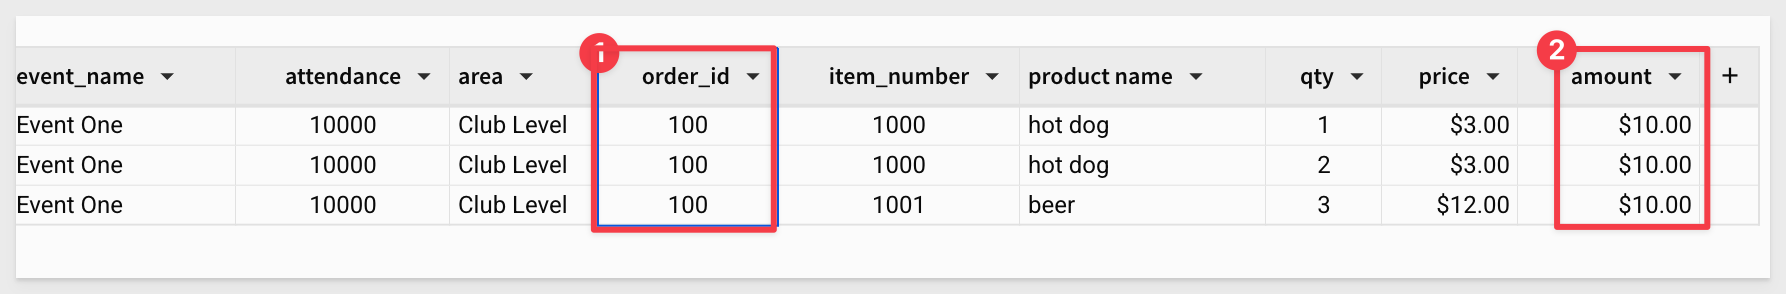 1 2
event_name attendance area order_id item_number product name qty price amount +
Event One 10000 Club Level 100 1000 hot dog 1 $3.00 $10.00
Event One 10000 Club Level 100 1000 hot dog 2 $3.00 $10.00
Event One 10000 Club Level 100 1001 beer 3 $12.00 $10.00